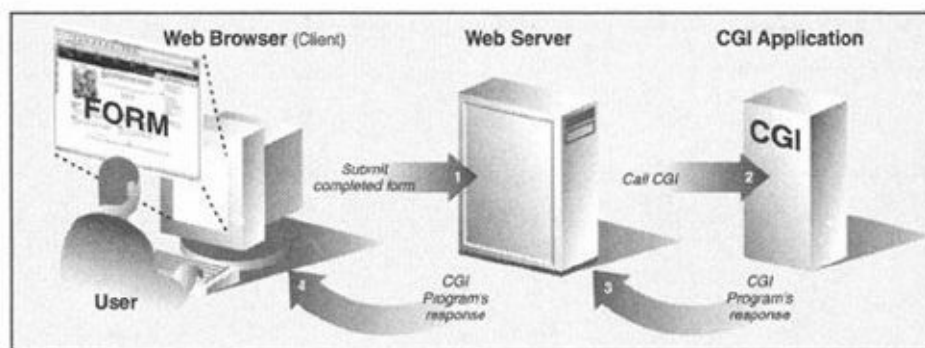 Web Browser (Client)
Web Server
CGI Application
FORM
CGI
Submit
completed form
1
Call CGI
2
User
4
CGI
Program's
response
3
CGI
Program's
response